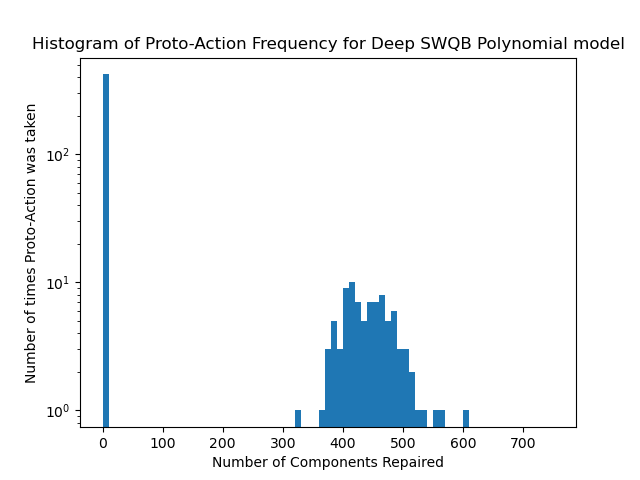 Histogram of Proto-Action Frequency for Deep SWQB Polynomial model
Number of times Proto-Action was taken
10²
10¹
10⁰
0 100 200 300 400 500 600 700
Number of Components Repaired